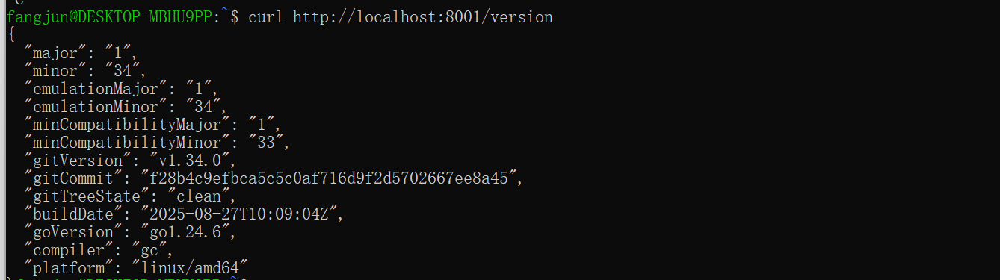 fangjun@DESKTOP-MBHU9PP:~$ curl http://localhost:8001/version
{
  "major": "1",
  "minor": "34",
  "emulationMajor": "1",
  "emulationMinor": "34",
  "minCompatibilityMajor": "1",
  "minCompatibilityMinor": "33",
  "gitVersion": "v1.34.0",
  "gitCommit": "f28b4c9efbca5c5c0af716d9f2d5702667ee8a45",
  "gitTreeState": "clean",
  "buildDate": "2025-08-27T10:09:04Z",
  "goVersion": "go1.24.6",
  "compiler": "gc",
  "platform": "linux/amd64"